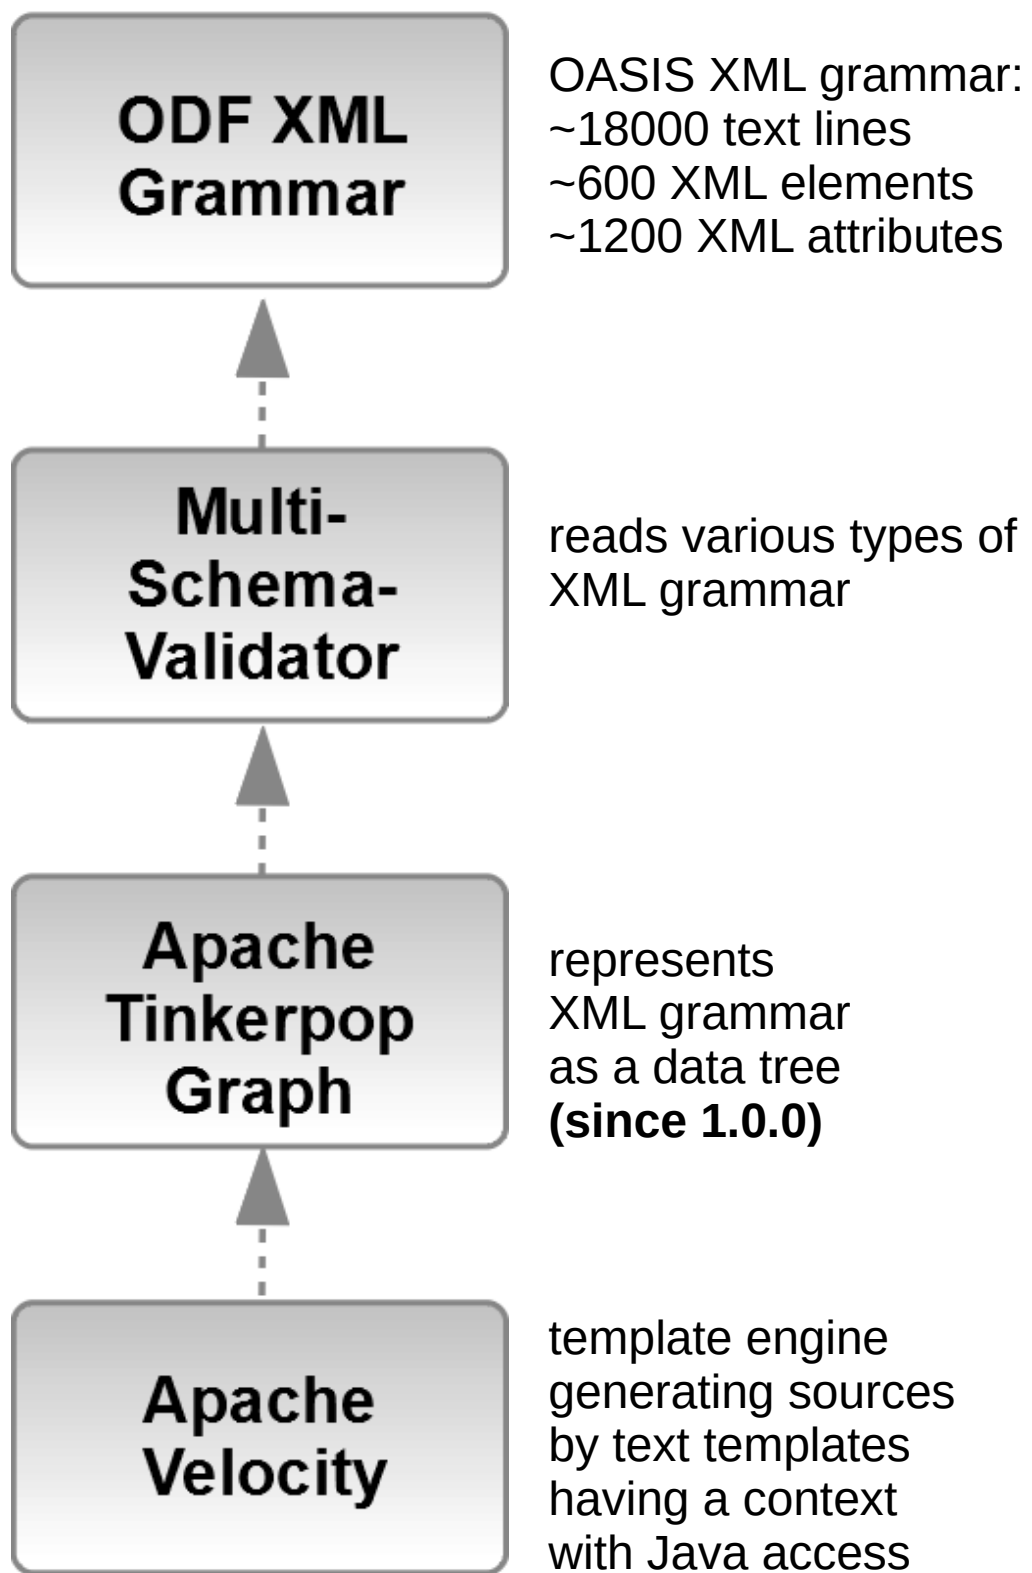 ODF XML
Grammar
OASIS XML grammar:
~18000 text lines
~600 XML elements
~1200 XML attributes
Multi-
Schema-
Validator
reads various types of
XML grammar
Apache
Tinkerpop
Graph
represents
XML grammar
as a data tree
(since 1.0.0)
Apache
Velocity
template engine
generating sources
by text templates
having a context
with Java access